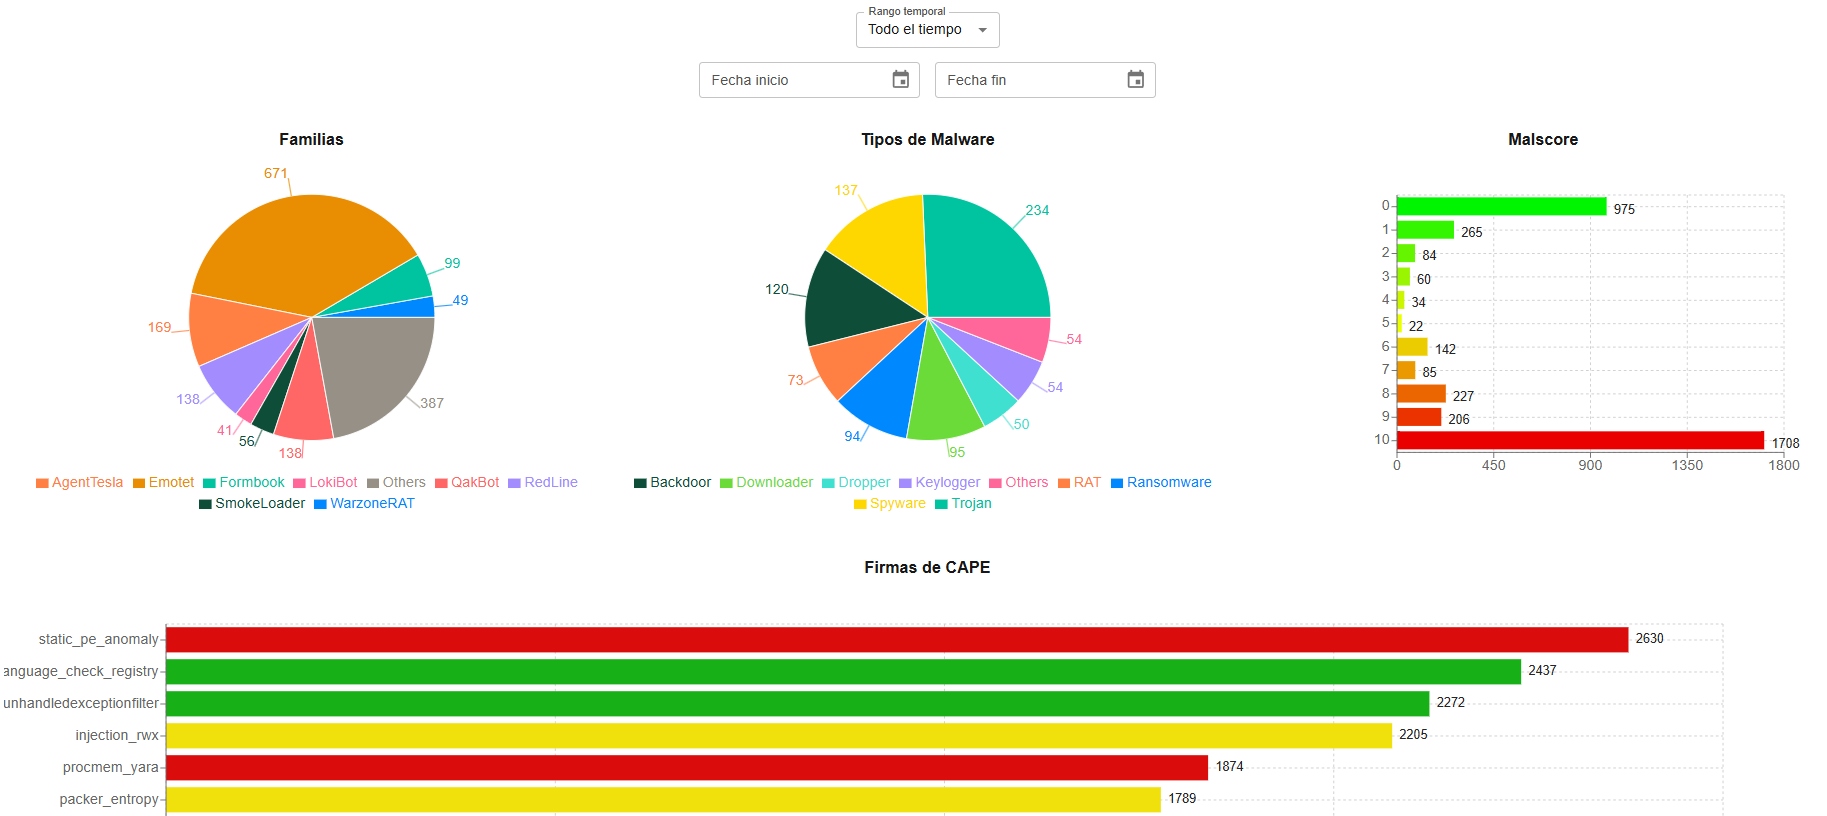 Rango temporal
Todo el tiempo
Fecha inicio
Fecha fin
Familias
671
99
49
169
138
41
56
138
387
AgentTesla Emotet Formbook LokiBot Others QakBot RedLine
SmokeLoader WarzoneRAT
Tipos de Malware
137
234
120
73
94
95
50
54
54
Backdoor Downloader Dropper Keylogger Others RAT Ransomware
Spyware Trojan
Malscore
0 975
1 265
2 84
3 60
4 34
5 22
6 142
7 85
8 227
9 206
10 1708
0 450 900 1350 1800
Firmas de CAPE
static_pe_anomaly 2630
anguage_check_registry 2437
unhandledexceptionfilter 2272
injection_rwx 2205
procmem_yara 1874
packer_entropy 1789